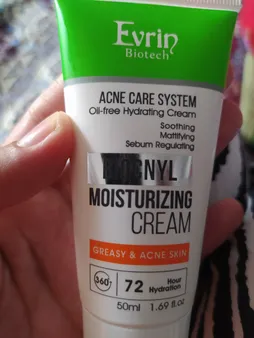 Evrin
Biotech
ACNE CARE SYSTEM
Oil-free Hydrating Cream
Soothing
Mattifying
Sebum Regulating
MOISTURIZING
CREAM
GREASY & ACNE SKIN
360°
72
Hour
Hydration
50ml 1.69 fl.oz